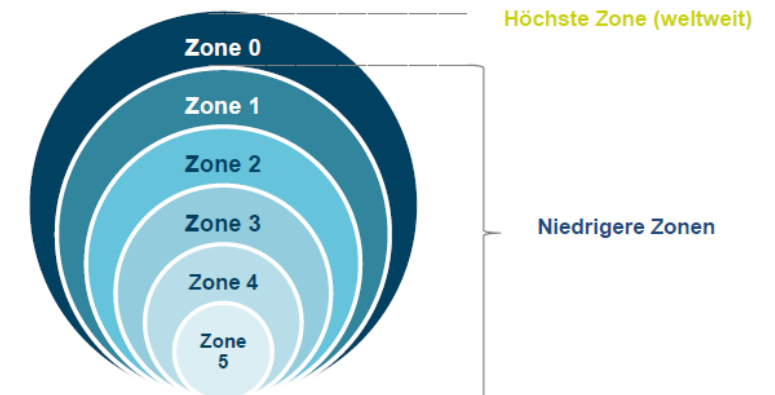 Höchste Zone (weltweit)
Zone 0
Zone 1
Zone 2
Zone 3
Niedrigere Zonen
Zone 4
Zone
5